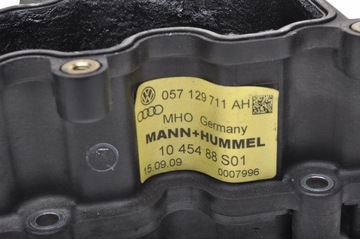 057 129 711 AH
MHO Germany
MANN+HUMMEL
10 454 88 S01
15.09.09 0007996